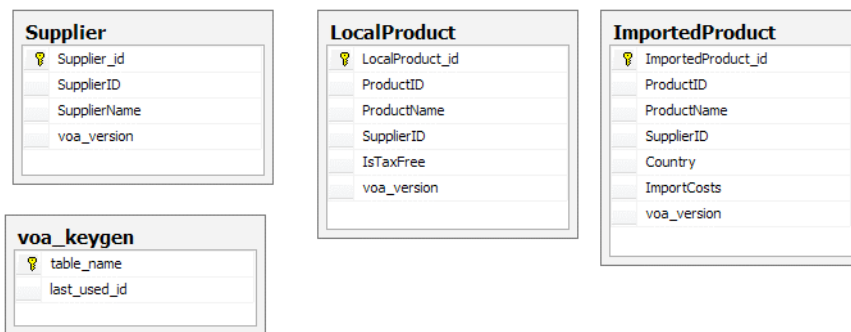 Supplier
Supplier_id
SupplierID
SupplierName
voa_version
LocalProduct
LocalProduct_id
ProductID
ProductName
SupplierID
IsTaxFree
voa_version
ImportedProduct
ImportedProduct_id
ProductID
ProductName
SupplierID
Country
ImportCosts
voa_version
voa_keygen
table_name
last_used_id